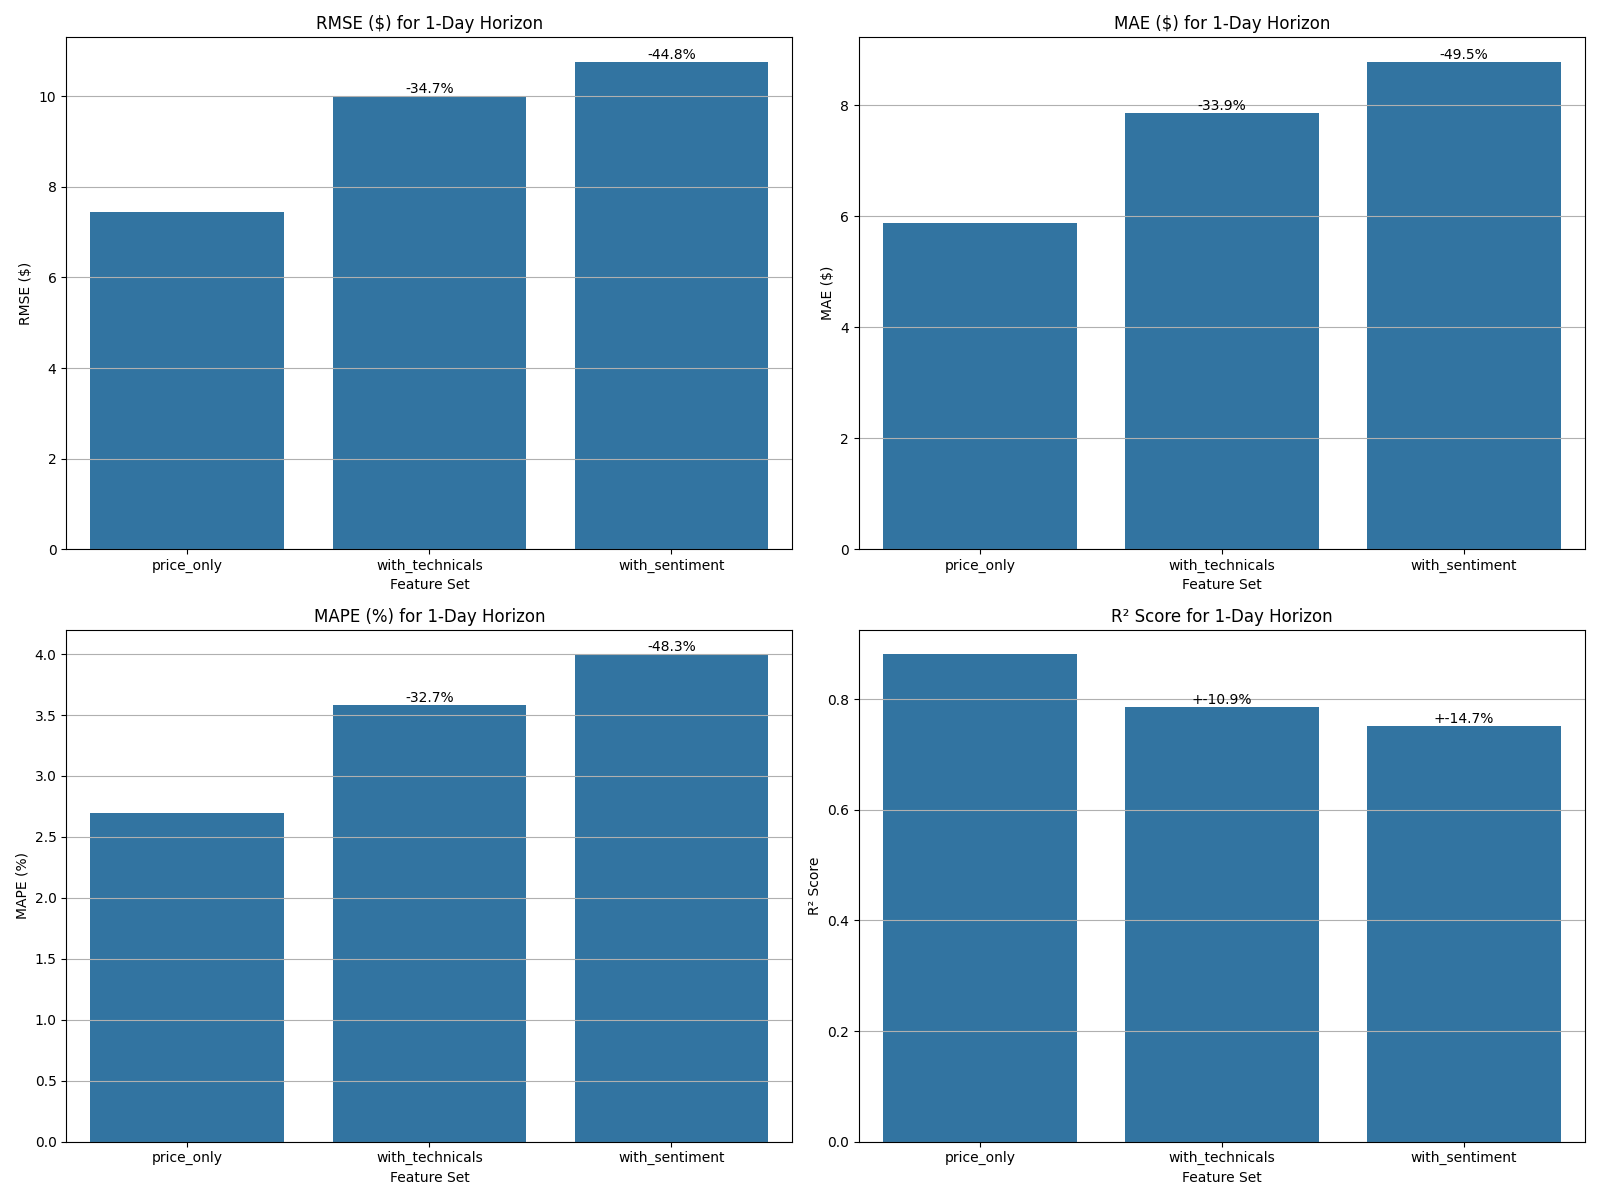 RMSE ($) for 1-Day Horizon
-44.8%
-34.7%
10
8
6
4
2
0
RMSE ($)
price_only with_technicals with_sentiment
Feature Set
MAE ($) for 1-Day Horizon
-49.5%
-33.9%
8
6
4
2
0
MAE ($)
price_only with_technicals with_sentiment
Feature Set
MAPE (%) for 1-Day Horizon
-48.3%
-32.7%
4.0
3.5
3.0
2.5
2.0
1.5
1.0
0.5
0.0
MAPE (%)
price_only with_technicals with_sentiment
Feature Set
R² Score for 1-Day Horizon
+-10.9%
+-14.7%
0.8
0.6
0.4
0.2
0.0
R² Score
price_only with_technicals with_sentiment
Feature Set